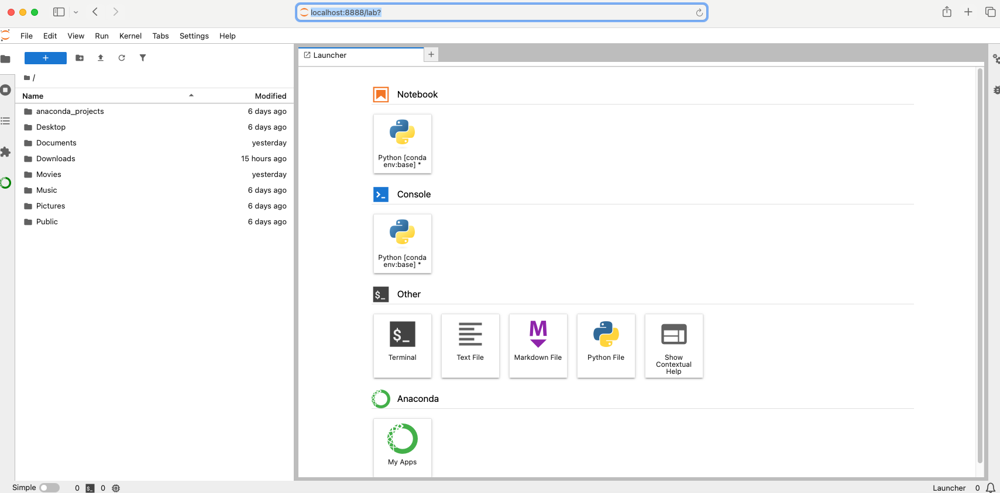 localhost:8888/lab?
File Edit View Run Kernel Tabs Settings Help
Launcher
/
Name Modified
anaconda_projects 6 days ago
Desktop 6 days ago
Documents yesterday
Downloads 15 hours ago
Movies yesterday
Music 6 days ago
Pictures 6 days ago
Public 6 days ago
Notebook
Python [conda
env:base] *
Console
Python [conda
env:base] *
$_ Other
$_
Terminal
Text File
M
Markdown File
Python File
Show
Contextual
Help
Anaconda
My Apps
Simple 0 $_ 0 Launcher 0